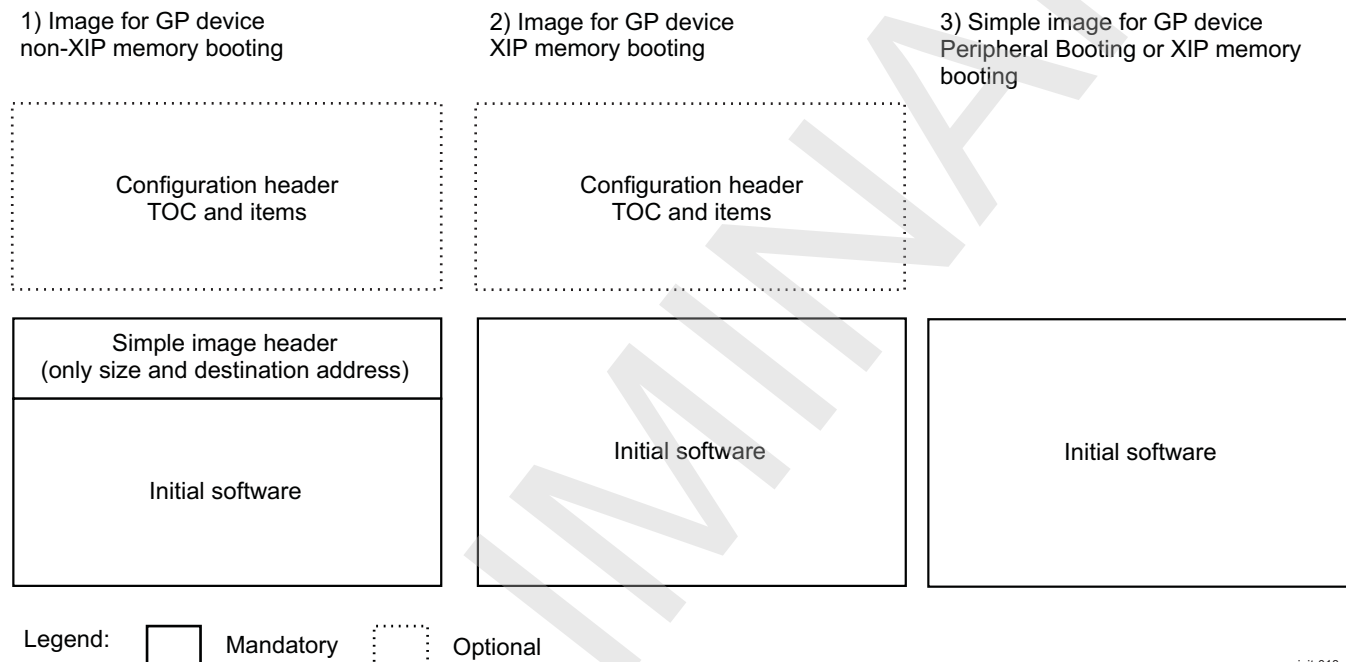 1) Image for GP device
non-XIP memory booting
2) Image for GP device
XIP memory booting
3) Simple image for GP device
Peripheral Booting or XIP memory
booting
Configuration header
TOC and items
Configuration header
TOC and items
Simple image header
(only size and destination address)
Initial software
Initial software
Initial software
Legend:
Mandatory
Optional